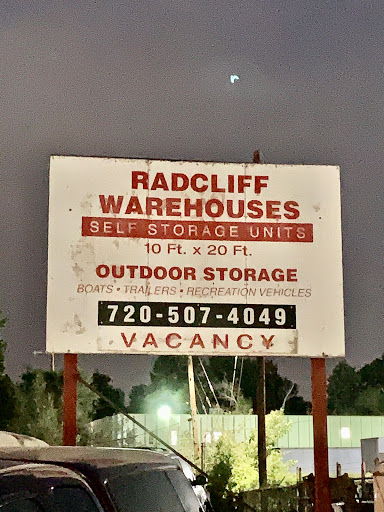 RADCLIFF
WAREHOUSES
SELF STORAGE UNITS
10 Ft. x 20 Ft.
OUTDOOR STORAGE
BOATS • TRAILERS • RECREATION VEHICLES
720-507-4049
VACANCY